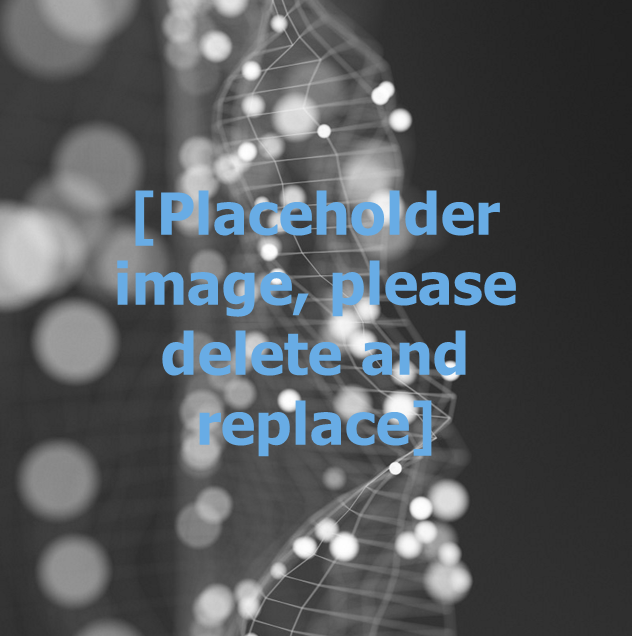 [Placeholder
image, please
delete and
replace]